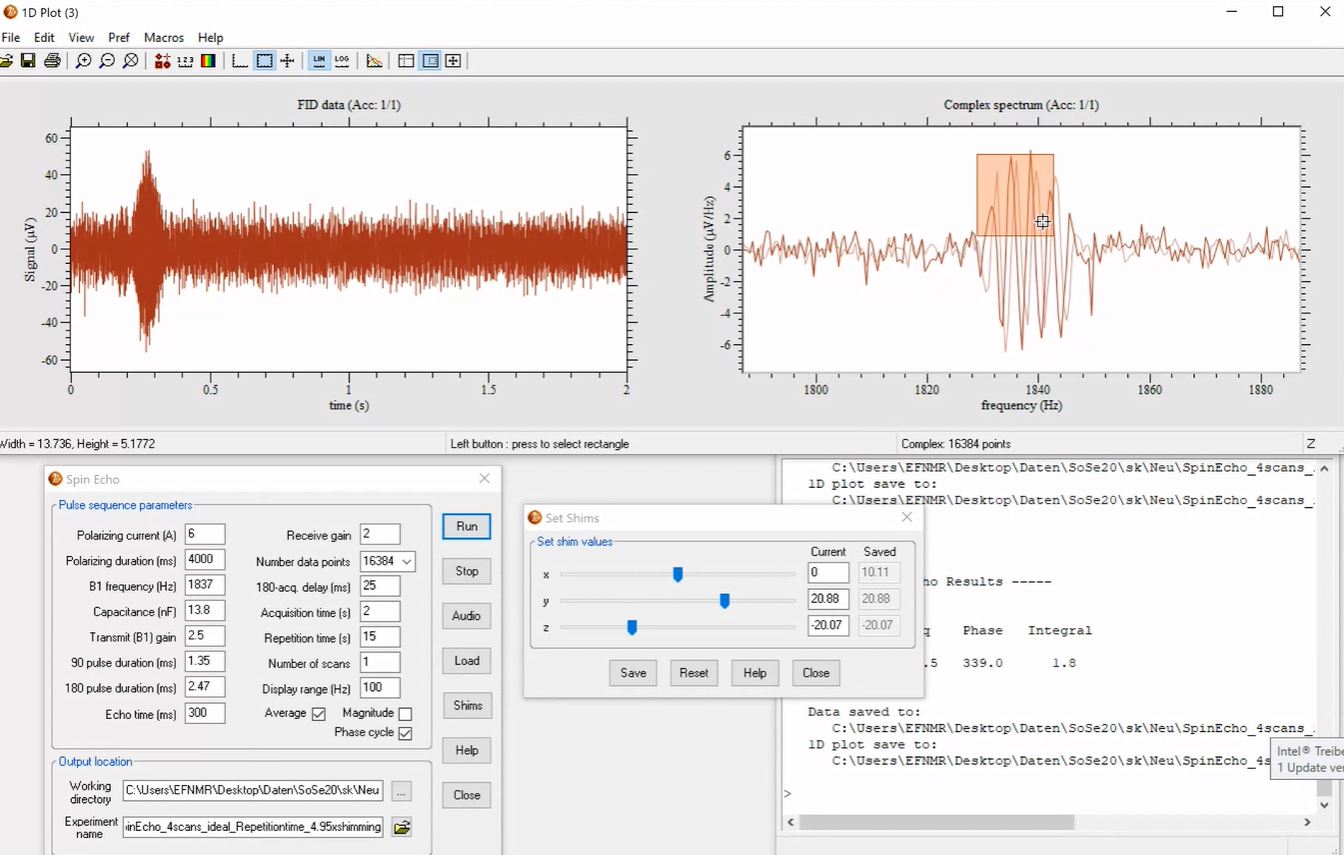 1D Plot (3)
File Edit View Pref Macros Help
1 2 3 LIN LOG
FID data (Acc: 1/1)
Signal (µV)
60
40
20
0
-20
-40
-60
0 0.5 1 1.5 2
time (s)
Complex spectrum (Acc: 1/1)
Amplitude (µV/Hz)
6
4
2
0
-2
-4
-6
1800 1820 1840 1860 1880
frequency (Hz)
Width = 13.736, Height = 5.1772 Left button : press to select rectangle Complex: 16384 points Z
Spin Echo
Pulse sequence parameters
Polarizing current (A) 6 Receive gain 2
Polarizing duration (ms) 4000 Number data points 16384
B1 frequency (Hz) 1837 180-acq. delay (ms) 25
Capacitance (nF) 13.8 Acquisition time (s) 2
Transmit (B1) gain 2.5 Repetition time (s) 15
90 pulse duration (ms) 1.35 Number of scans 1
180 pulse duration (ms) 2.47 Display range (Hz) 100
Echo time (ms) 300 Average Magnitude
Phase cycle
Run
Stop
Audio
Load
Shims
Help
Close
Output location
Working directory C:\Users\EFNMR\Desktop\Daten\SoSe20\sk\Neu ...
Experiment name inEcho_4scans_ideal_Repetitiontime_4.95xshimming
Set Shims
Set shim values
Current Saved
x 0 10.11
y 20.88 20.88
z -20.07 -20.07
Save Reset Help Close
C:\Users\EFNMR\Desktop\Daten\SoSe20\sk\Neu\SpinEcho_4scans_
1D plot save to:
C:\Users\EFNMR\Desktop\Daten\SoSe20\sk\Neu\SpinEcho_4scans_
ho Results -----
q Phase Integral
.5 339.0 1.8
Data saved to:
C:\Users\EFNMR\Desktop\Daten\SoSe20\sk\Neu\SpinEcho_4scans_
1D plot save to:
C:\Users\EFNMR\Desktop\Daten\SoSe20\sk\Neu\SpinEcho_4s
>
Intel® Treibe
1 Update ver